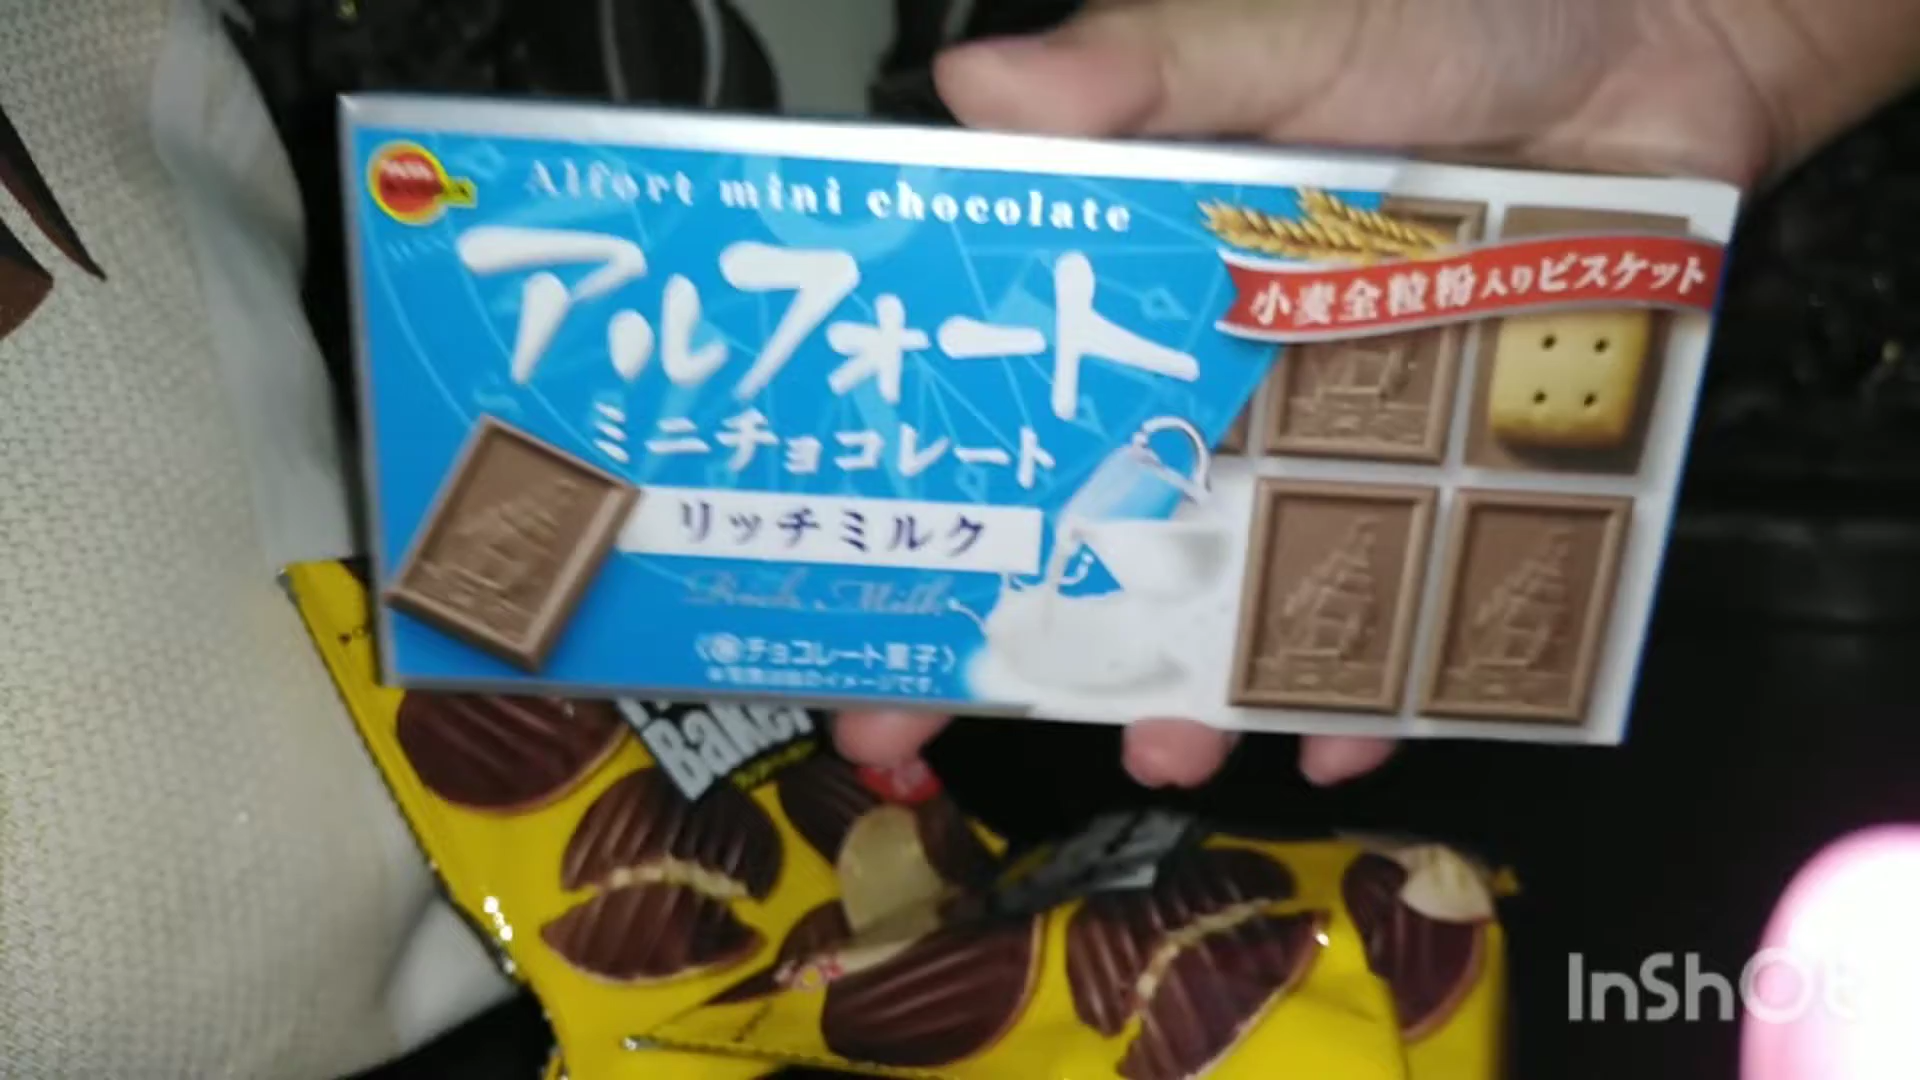 Alfort mini chocolate
アルフォート
ミニチョコレート
リッチミルク
Rich Milk
小麦全粒粉入りビスケット
チョコレート菓子
Baker
InShOt